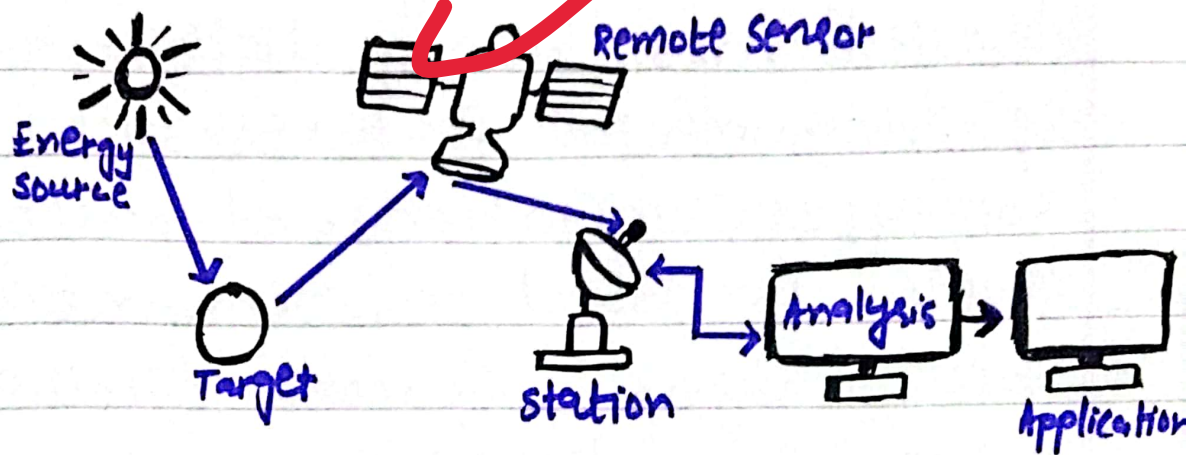 Remote Sensor
Energy
source
Target
station
Analysis
Application